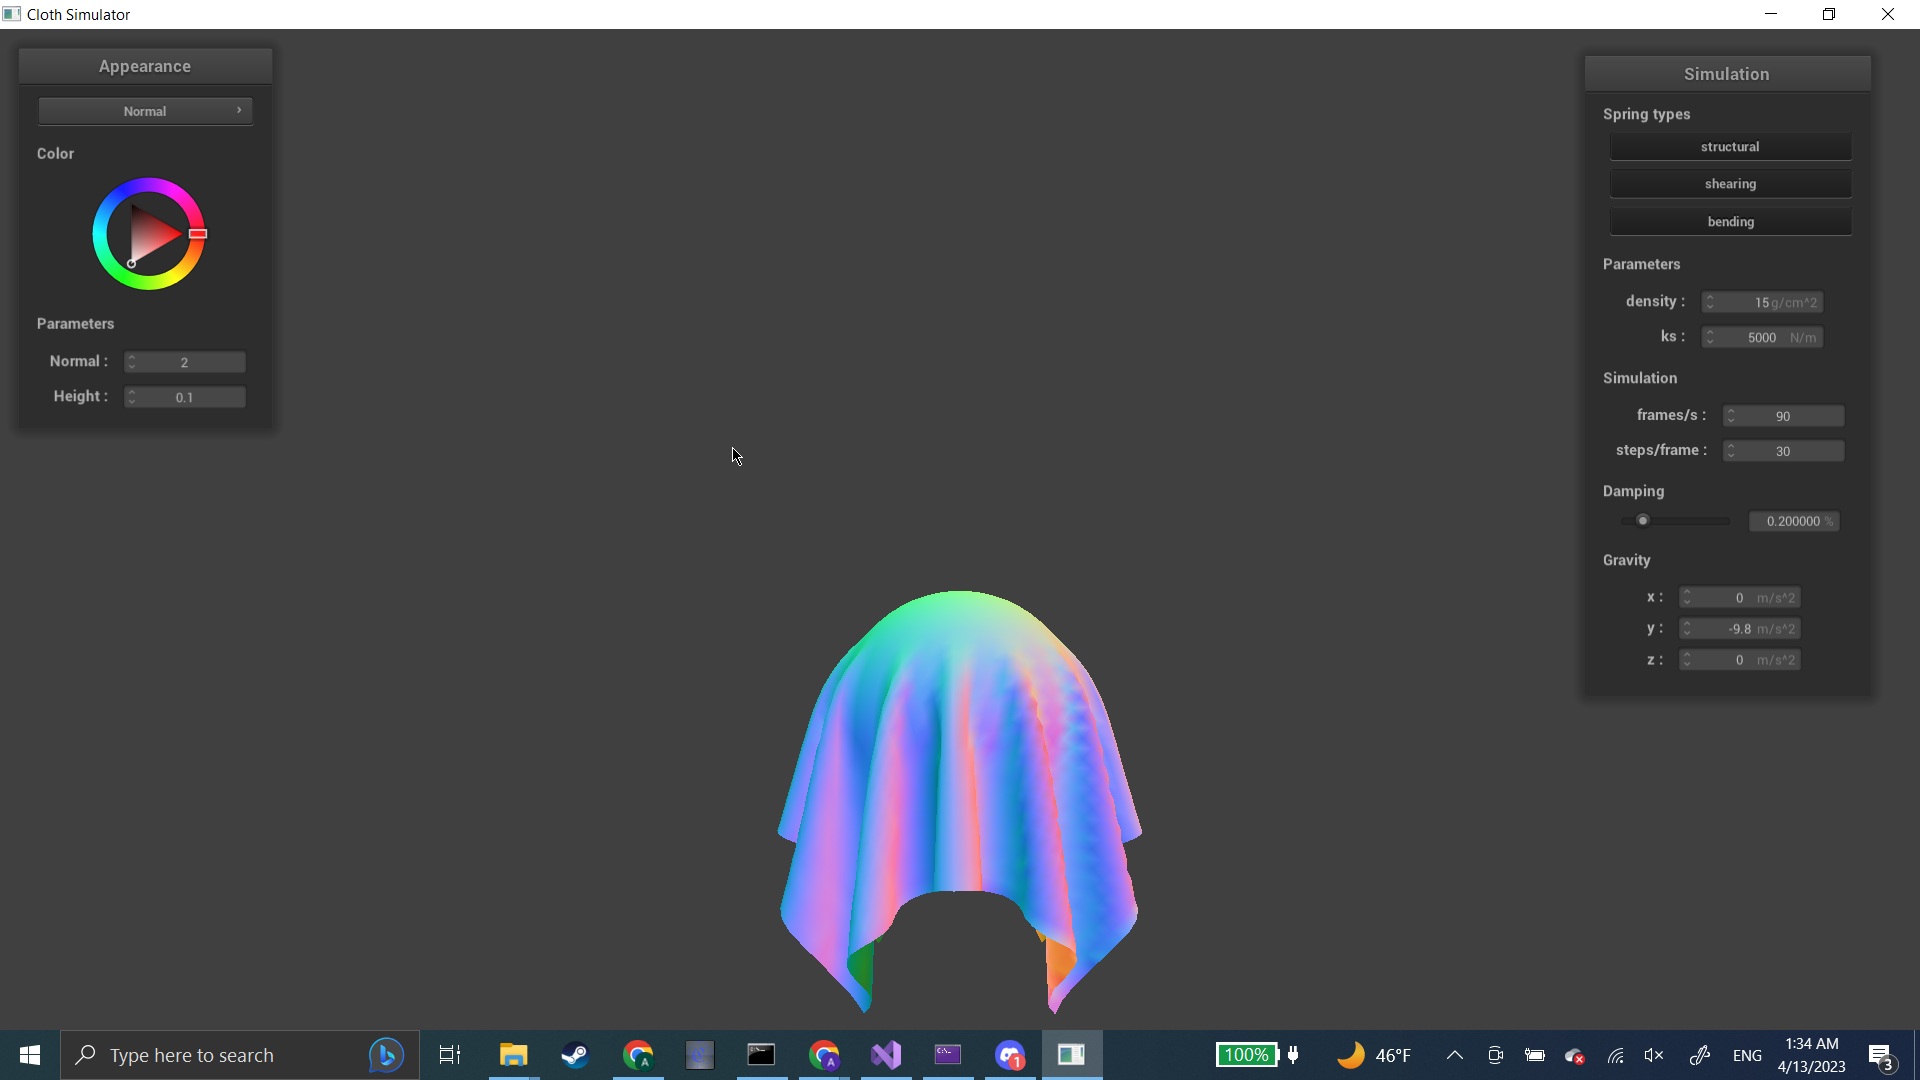 Cloth Simulator
Appearance
Normal
Color
Parameters
Normal : 2
Height : 0.1
Simulation
Spring types
structural
shearing
bending
Parameters
density : 15 g/cm^2
ks : 5000 N/m
Simulation
frames/s : 90
steps/frame : 30
Damping
0.200000 %
Gravity
x : 0 m/s^2
y : -9.8 m/s^2
z : 0 m/s^2
Type here to search
A
A
C:\.
1
100%
46°F
ENG
1:34 AM
4/13/2023
3